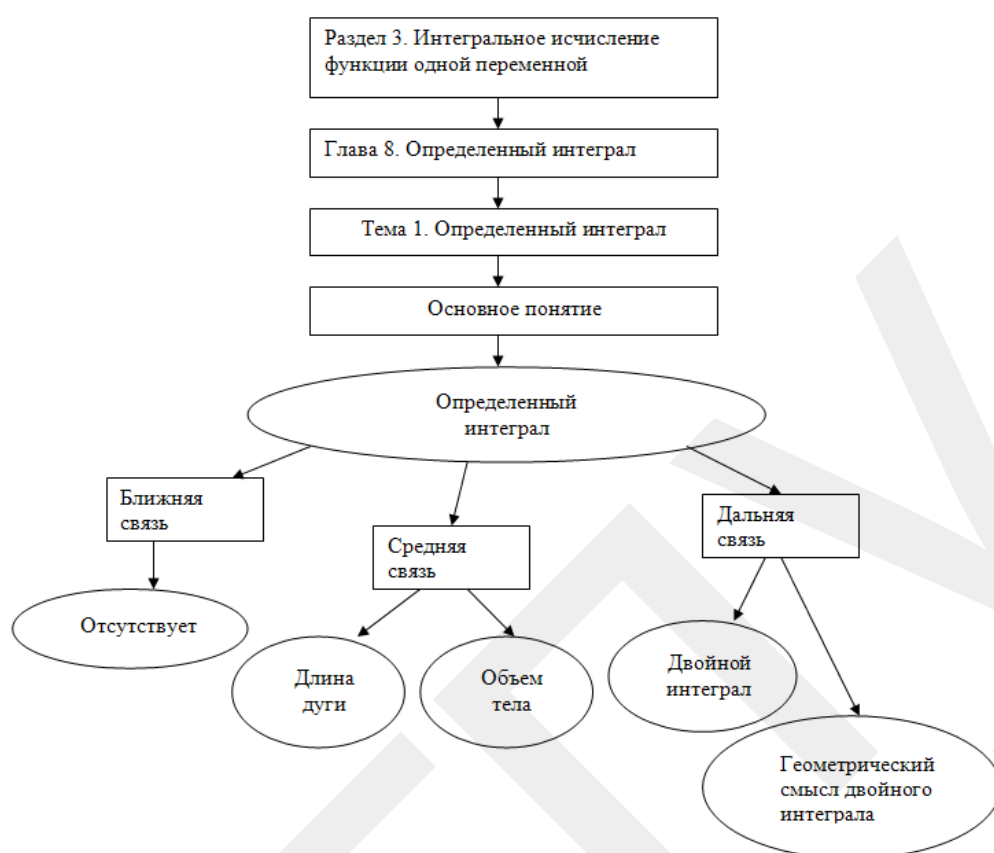 Раздел 3. Интегральное исчисление
функции одной переменной
Глава 8. Определенный интеграл
Тема 1. Определенный интеграл
Основное понятие
Определенный
интеграл
Ближняя
связь
Средняя
связь
Дальняя
связь
Отсутствует
Длина
дуги
Объем
тела
Двойной
интеграл
Геометрический
смысл двойного
интеграла